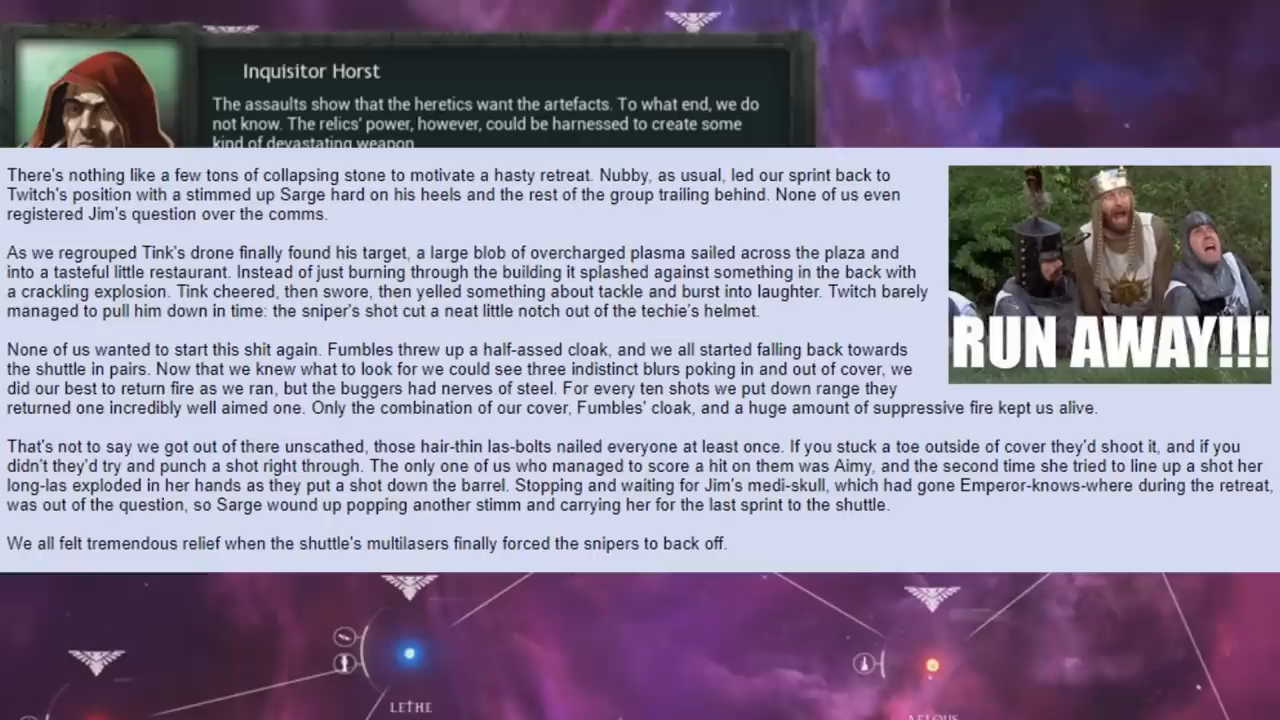 Inquisitor Horst
The assaults show that the heretics want the artefacts. To what end, we do
not know. The relics' power, however, could be harnessed to create some
kind of devastating weapon
There's nothing like a few tons of collapsing stone to motivate a hasty retreat. Nubby, as usual, led our sprint back to
Twitch's position with a stimmed up Sarge hard on his heels and the rest of the group trailing behind. None of us even
registered Jim's question over the comms.
As we regrouped Tink's drone finally found his target, a large blob of overcharged plasma sailed across the plaza and
into a tasteful little restaurant. Instead of just burning through the building it splashed against something in the back with
a crackling explosion. Tink cheered, then swore, then yelled something about tackle and burst into laughter. Twitch barely
managed to pull him down in time: the sniper's shot cut a neat little notch out of the techie's helmet.
None of us wanted to start this shit again. Fumbles threw up a half-assed cloak, and we all started falling back towards
the shuttle in pairs. Now that we knew what to look for we could see three indistinct blurs poking in and out of cover, we
did our best to return fire as we ran, but the buggers had nerves of steel. For every ten shots we put down range they
returned one incredibly well aimed one. Only the combination of our cover, Fumbles' cloak, and a huge amount of suppressive fire kept us alive.
That's not to say we got out of there unscathed, those hair-thin las-bolts nailed everyone at least once. If you stuck a toe outside of cover they'd shoot it, and if you
didn't they'd try and punch a shot right through. The only one of us who managed to score a hit on them was Aimy, and the second time she tried to line up a shot her
long-las exploded in her hands as they put a shot down the barrel. Stopping and waiting for Jim's medi-skull, which had gone Emperor-knows-where during the retreat,
was out of the question, so Sarge wound up popping another stimm and carrying her for the last sprint to the shuttle.
We all felt tremendous relief when the shuttle's multilasers finally forced the snipers to back off.
RUN AWAY!!!
LETHE